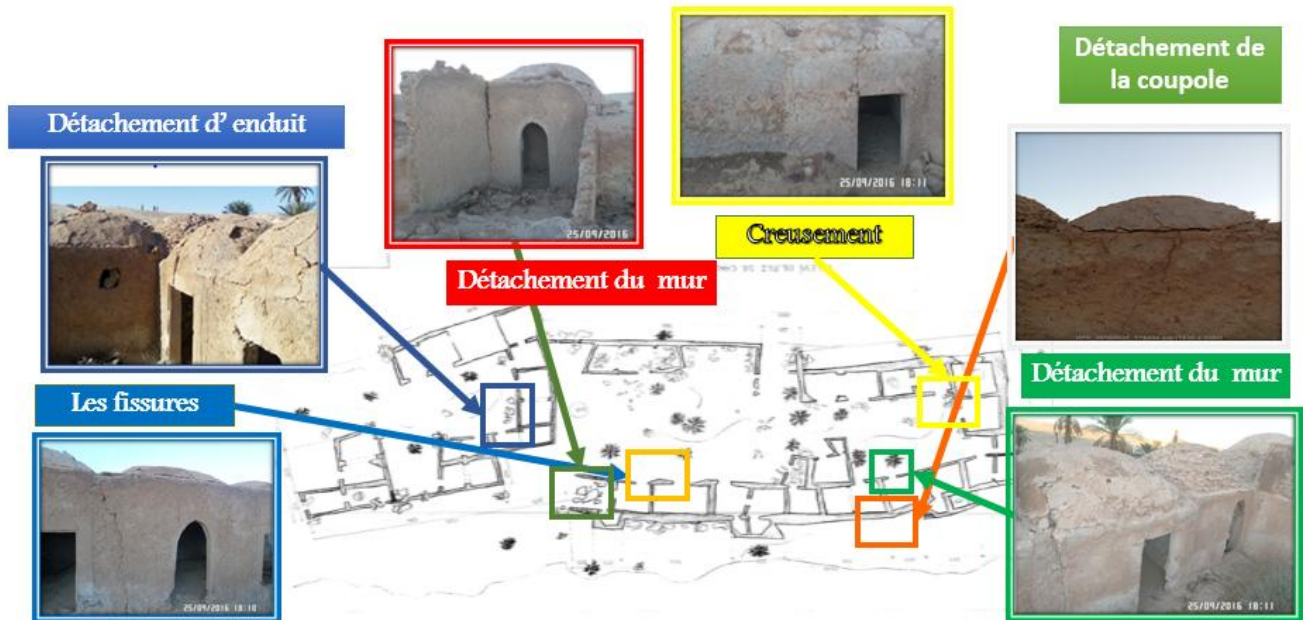 Détachement de
la coupole
Détachement d’ enduit
25/09/2016
25/09/2016 18:11
Creusement
Détachement du mur
Détachement du mur
Les fissures
25/09/2016 18:10
25/09/2016 18:11